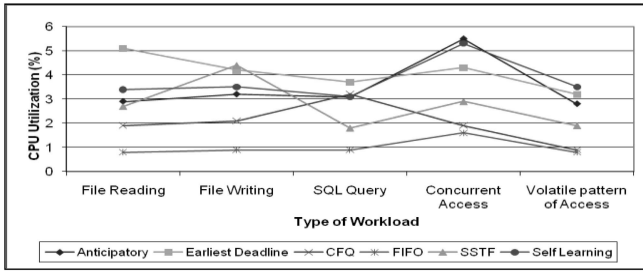 6
5
4
3
2
1
0
CPU Utilization (%)
File Reading
File Writing
SQL Query
Concurrent
Access
Volatile pattern
of Access
Type of Workload
Anticipatory
Earliest Deadline
CFQ
FIFO
SSTF
Self Learning